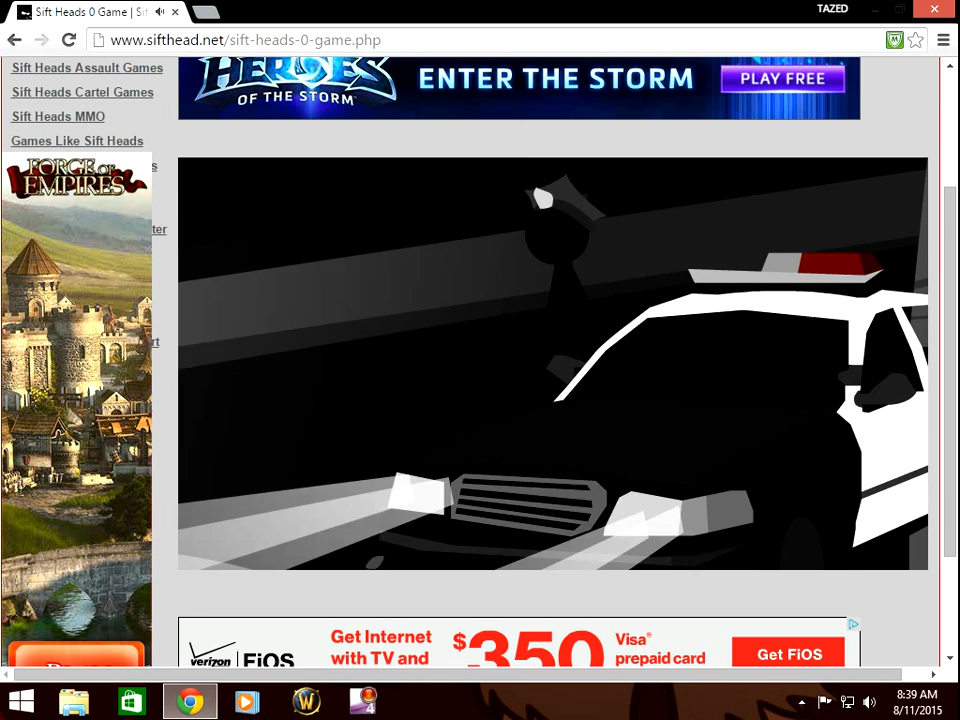 Sift Heads 0 Game | Sif
TAZED
www.sifthead.net/sift-heads-0-game.php
Sift Heads Assault Games
Sift Heads Cartel Games
Sift Heads MMO
Games Like Sift Heads
s
ter
rt
HEROES
OF THE STORM
ENTER THE STORM
PLAY FREE
FORGE OF
EMPIRES
verizon
FiOS
Get Internet
with TV and
$350
Visa®
prepaid card
Get FiOS
W
4
8:39 AM
8/11/2015